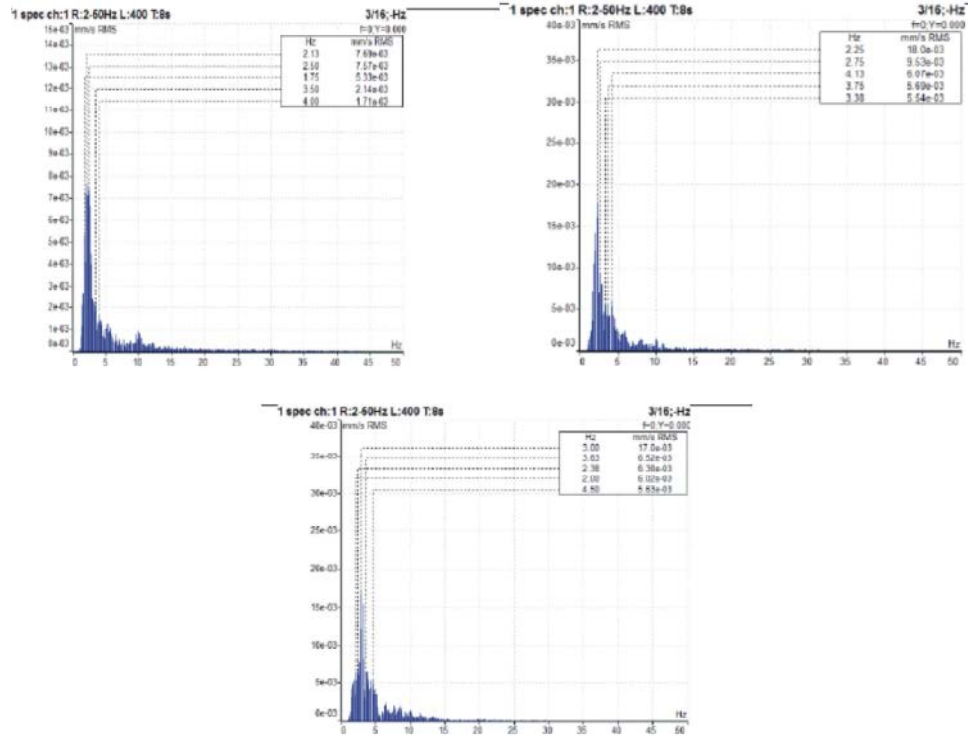 1 spec ch:1 R:2-50Hz L:400 T:8s 3/16;-Hz
15e-03 mm/s RMS f=0;Y=0.000
14e-03
13e-03
12e-03
11e-03
10e-03
9e-03
8e-03
7e-03
6e-03
5e-03
4e-03
3e-03
2e-03
1e-03
0e-03
Hz mm/s RMS
2.13 7.69e-03
2.50 7.57e-03
1.75 5.33e-03
3.50 2.14e-03
4.00 1.71e-03
Hz
0 5 10 15 20 25 30 35 40 45 50
1 spec ch:1 R:2-50Hz L:400 T:8s 3/16;-Hz
40e-03 mm/s RMS f=0;Y=0.000
35e-03
30e-03
25e-03
20e-03
15e-03
10e-03
5e-03
0e-03
Hz mm/s RMS
2.25 18.0e-03
2.75 9.53e-03
4.13 6.07e-03
3.75 5.69e-03
3.38 5.54e-03
Hz
0 5 10 15 20 25 30 35 40 45 50
1 spec ch:1 R:2-50Hz L:400 T:8s 3/16;-Hz
40e-03 mm/s RMS f=0;Y=0.000
35e-03
30e-03
25e-03
20e-03
15e-03
10e-03
5e-03
0e-03
Hz mm/s RMS
3.00 17.0e-03
3.63 6.52e-03
2.38 6.38e-03
2.00 6.02e-03
4.50 5.63e-03
Hz
0 5 10 15 20 25 30 35 40 45 50